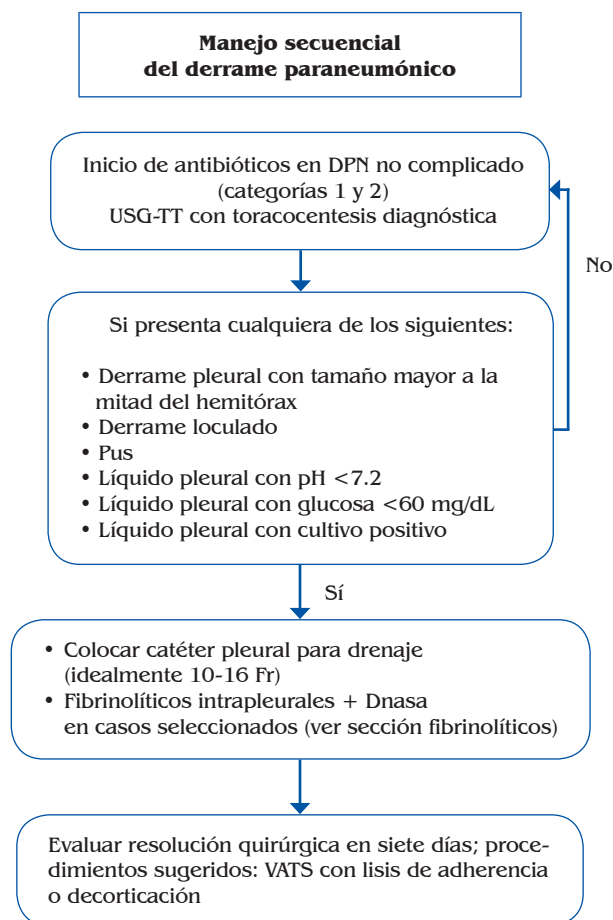 Manejo secuencial
del derrame paraneumónico
Inicio de antibióticos en DPN no complicado
(categorías 1 y 2)
USG-TT con toracocentesis diagnóstica
No
Si presenta cualquiera de los siguientes:
• Derrame pleural con tamaño mayor a la
mitad del hemitórax
• Derrame loculado
• Pus
• Líquido pleural con pH <7.2
• Líquido pleural con glucosa <60 mg/dL
• Líquido pleural con cultivo positivo
Sí
• Colocar catéter pleural para drenaje
(idealmente 10-16 Fr)
• Fibrinolíticos intrapleurales + Dnasa
en casos seleccionados (ver sección fibrinolíticos)
Evaluar resolución quirúrgica en siete días; proce-
dimientos sugeridos: VATS con lisis de adherencia
o decorticación